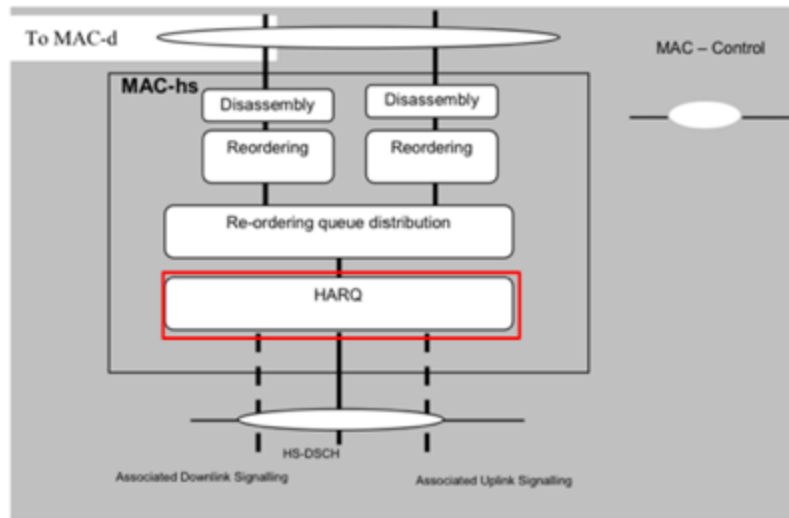 To MAC-d
MAC – Control
MAC-hs
Disassembly
Disassembly
Reordering
Reordering
Re-ordering queue distribution
HARQ
HS-DSCH
Associated Downlink Signalling
Associated Uplink Signalling